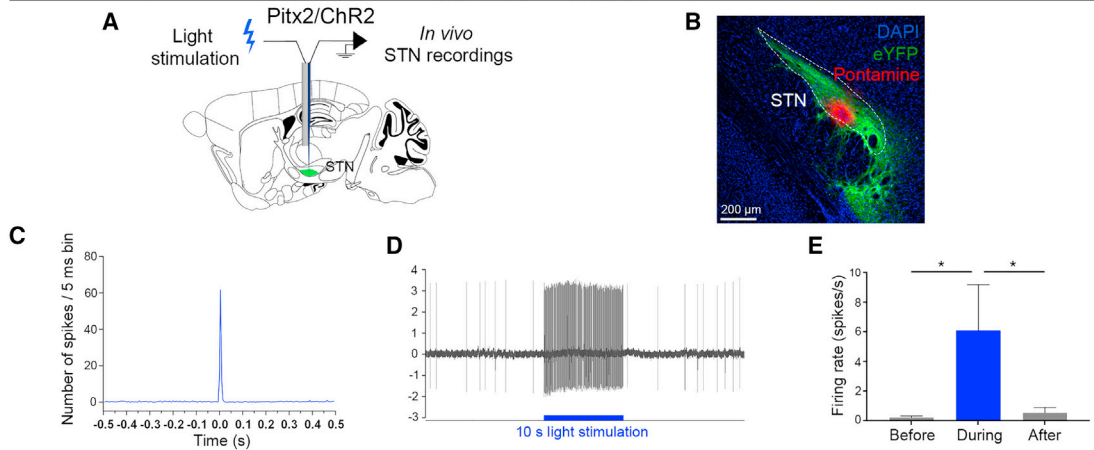 A
Pitx2/ChR2
Light
stimulation
In vivo
STN recordings
STN
B
DAPI
eYFP
Pontamine
STN
200 µm
C
Number of spikes / 5 ms bin
80
60
40
20
0
-0.5 -0.4 -0.3 -0.2 -0.1 0.0 0.1 0.2 0.3 0.4 0.5
Time (s)
D
4
3
2
1
0
-1
-2
-3
10 s light stimulation
E
Firing rate (spikes/s)
10
8
6
4
2
0
* *
Before During After